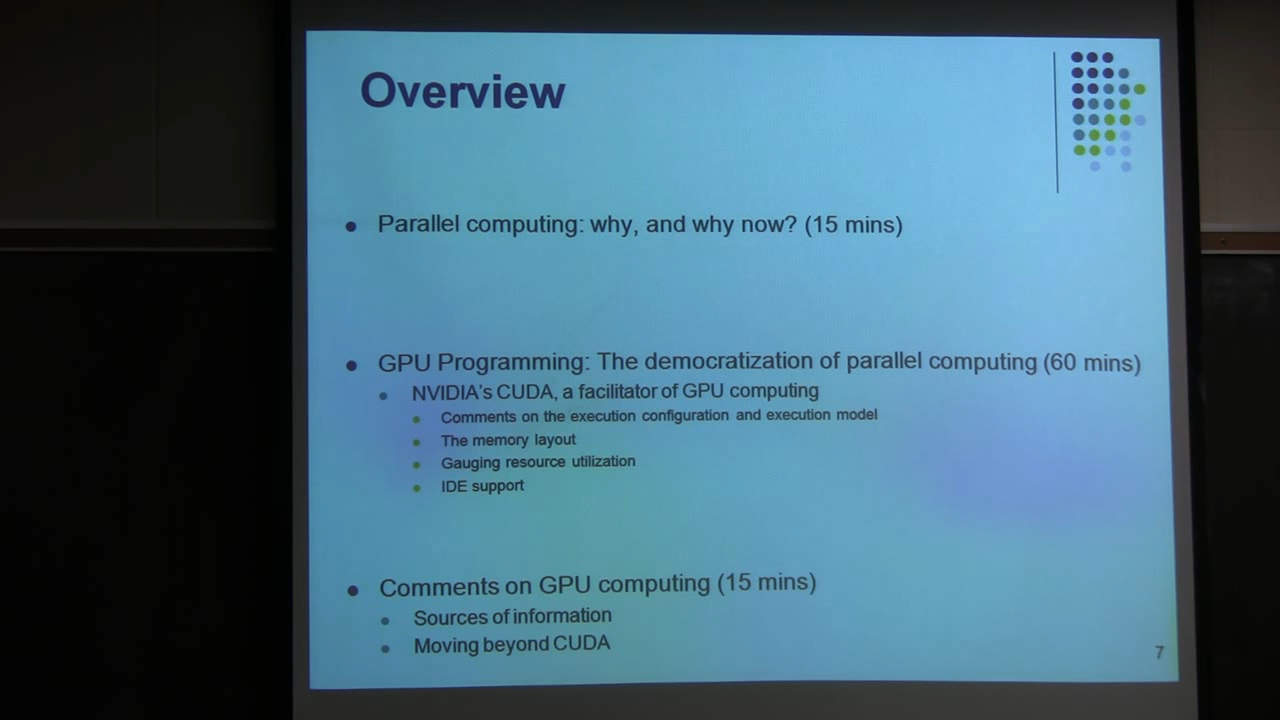 Overview
Parallel computing: why, and why now? (15 mins)
GPU Programming: The democratization of parallel computing (60 mins)
NVIDIA's CUDA, a facilitator of GPU computing
Comments on the execution configuration and execution model
The memory layout
Gauging resource utilization
IDE support
Comments on GPU computing (15 mins)
Sources of information
Moving beyond CUDA
7